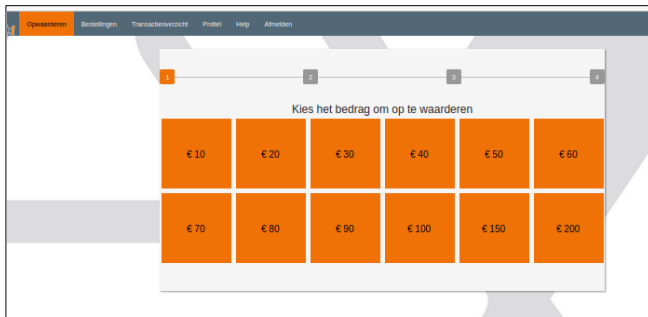 Opwaarderen Bestellingen Transactieoverzicht Profiel Help Afmelden
1 2 3 4
Kies het bedrag om op te waarderen
€ 10 € 20 € 30 € 40 € 50 € 60
€ 70 € 80 € 90 € 100 € 150 € 200